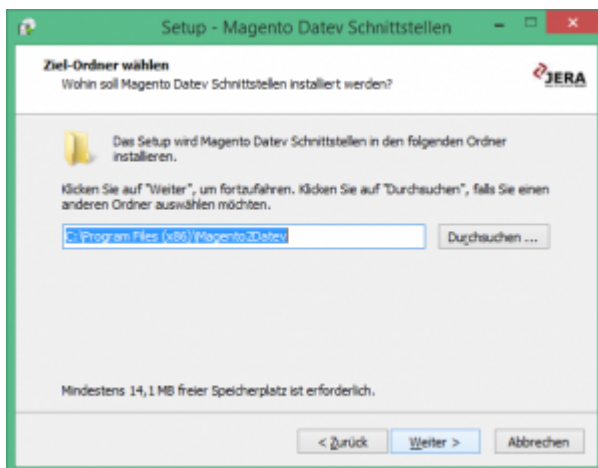 Setup - Magento Datev Schnittstellen
Ziel-Ordner wählen
Wohin soll Magento Datev Schnittstellen installiert werden?
JERA
Das Setup wird Magento Datev Schnittstellen in den folgenden Ordner
installieren.
Klicken Sie auf "Weiter", um fortzufahren. Klicken Sie auf "Durchsuchen", falls Sie einen
anderen Ordner auswählen möchten.
C:\Program Files (x86)\Magento2Datev
Durchsuchen ...
Mindestens 14,1 MB freier Speicherplatz ist erforderlich.
< Zurück
Weiter >
Abbrechen